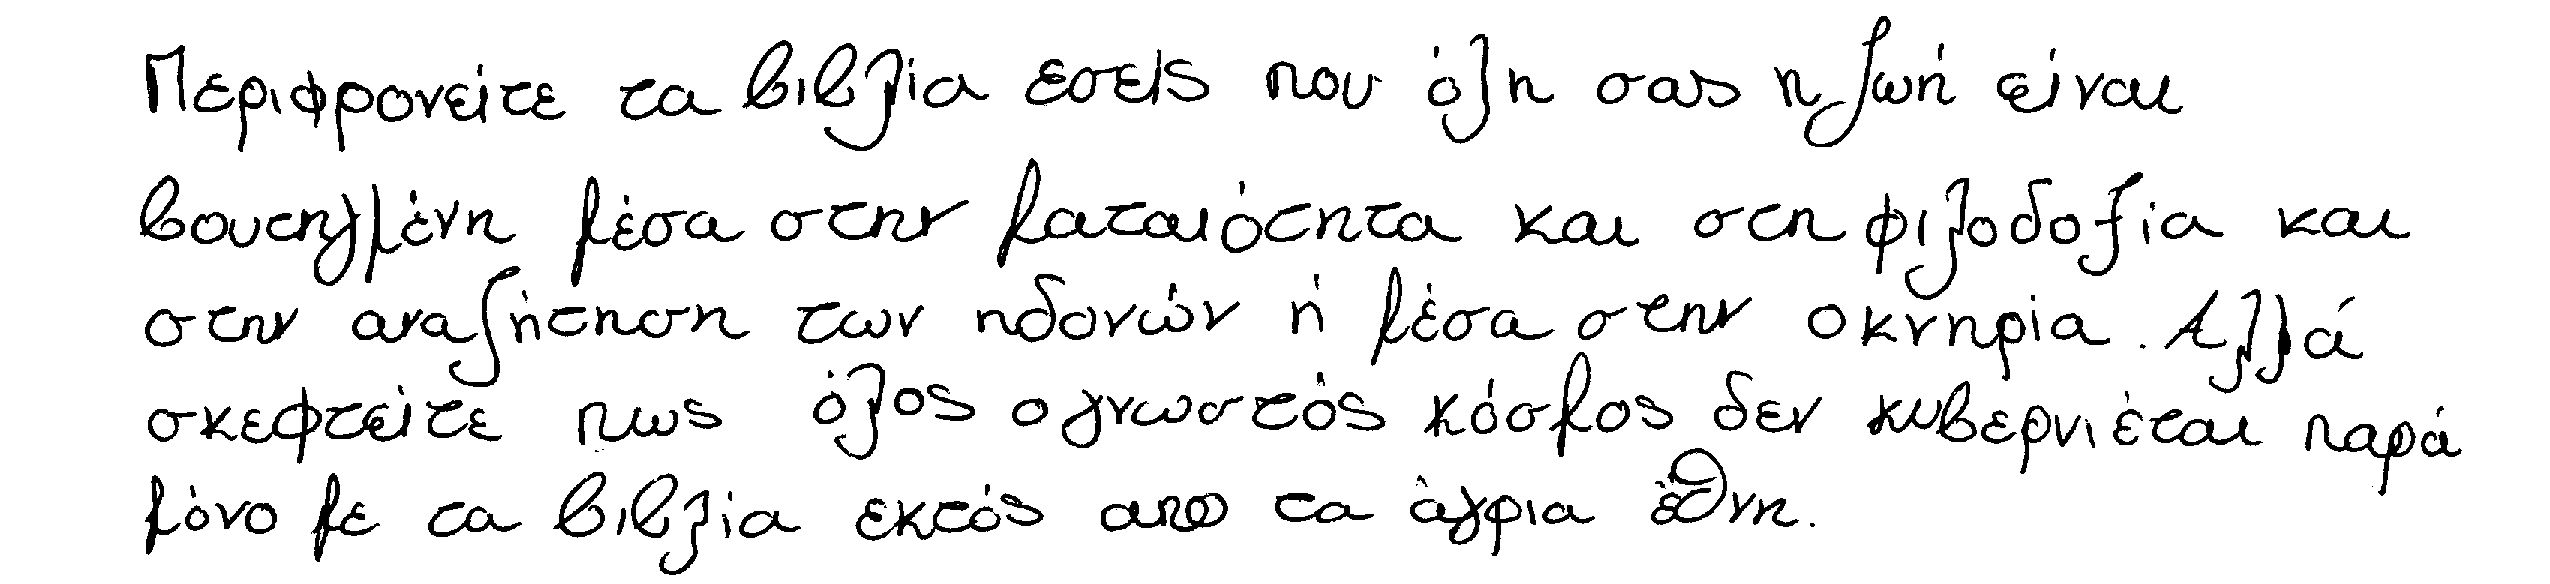 Περιφρονείτε τα βιβλία εσείς που όλη σας η ζωή είναι
βουτηγμένη μέσα στην ματαιότητα και στη φιλοδοξία και
στην αναζήτηση των ηδονών ή μέσα στην οκνηρία. Αλλά
σκεφτείτε πως όλος ο γνωστός κόσμος δεν κυβερνιέται παρά
μόνο με τα βιβλία εκτός απο τα άγρια έθνη.